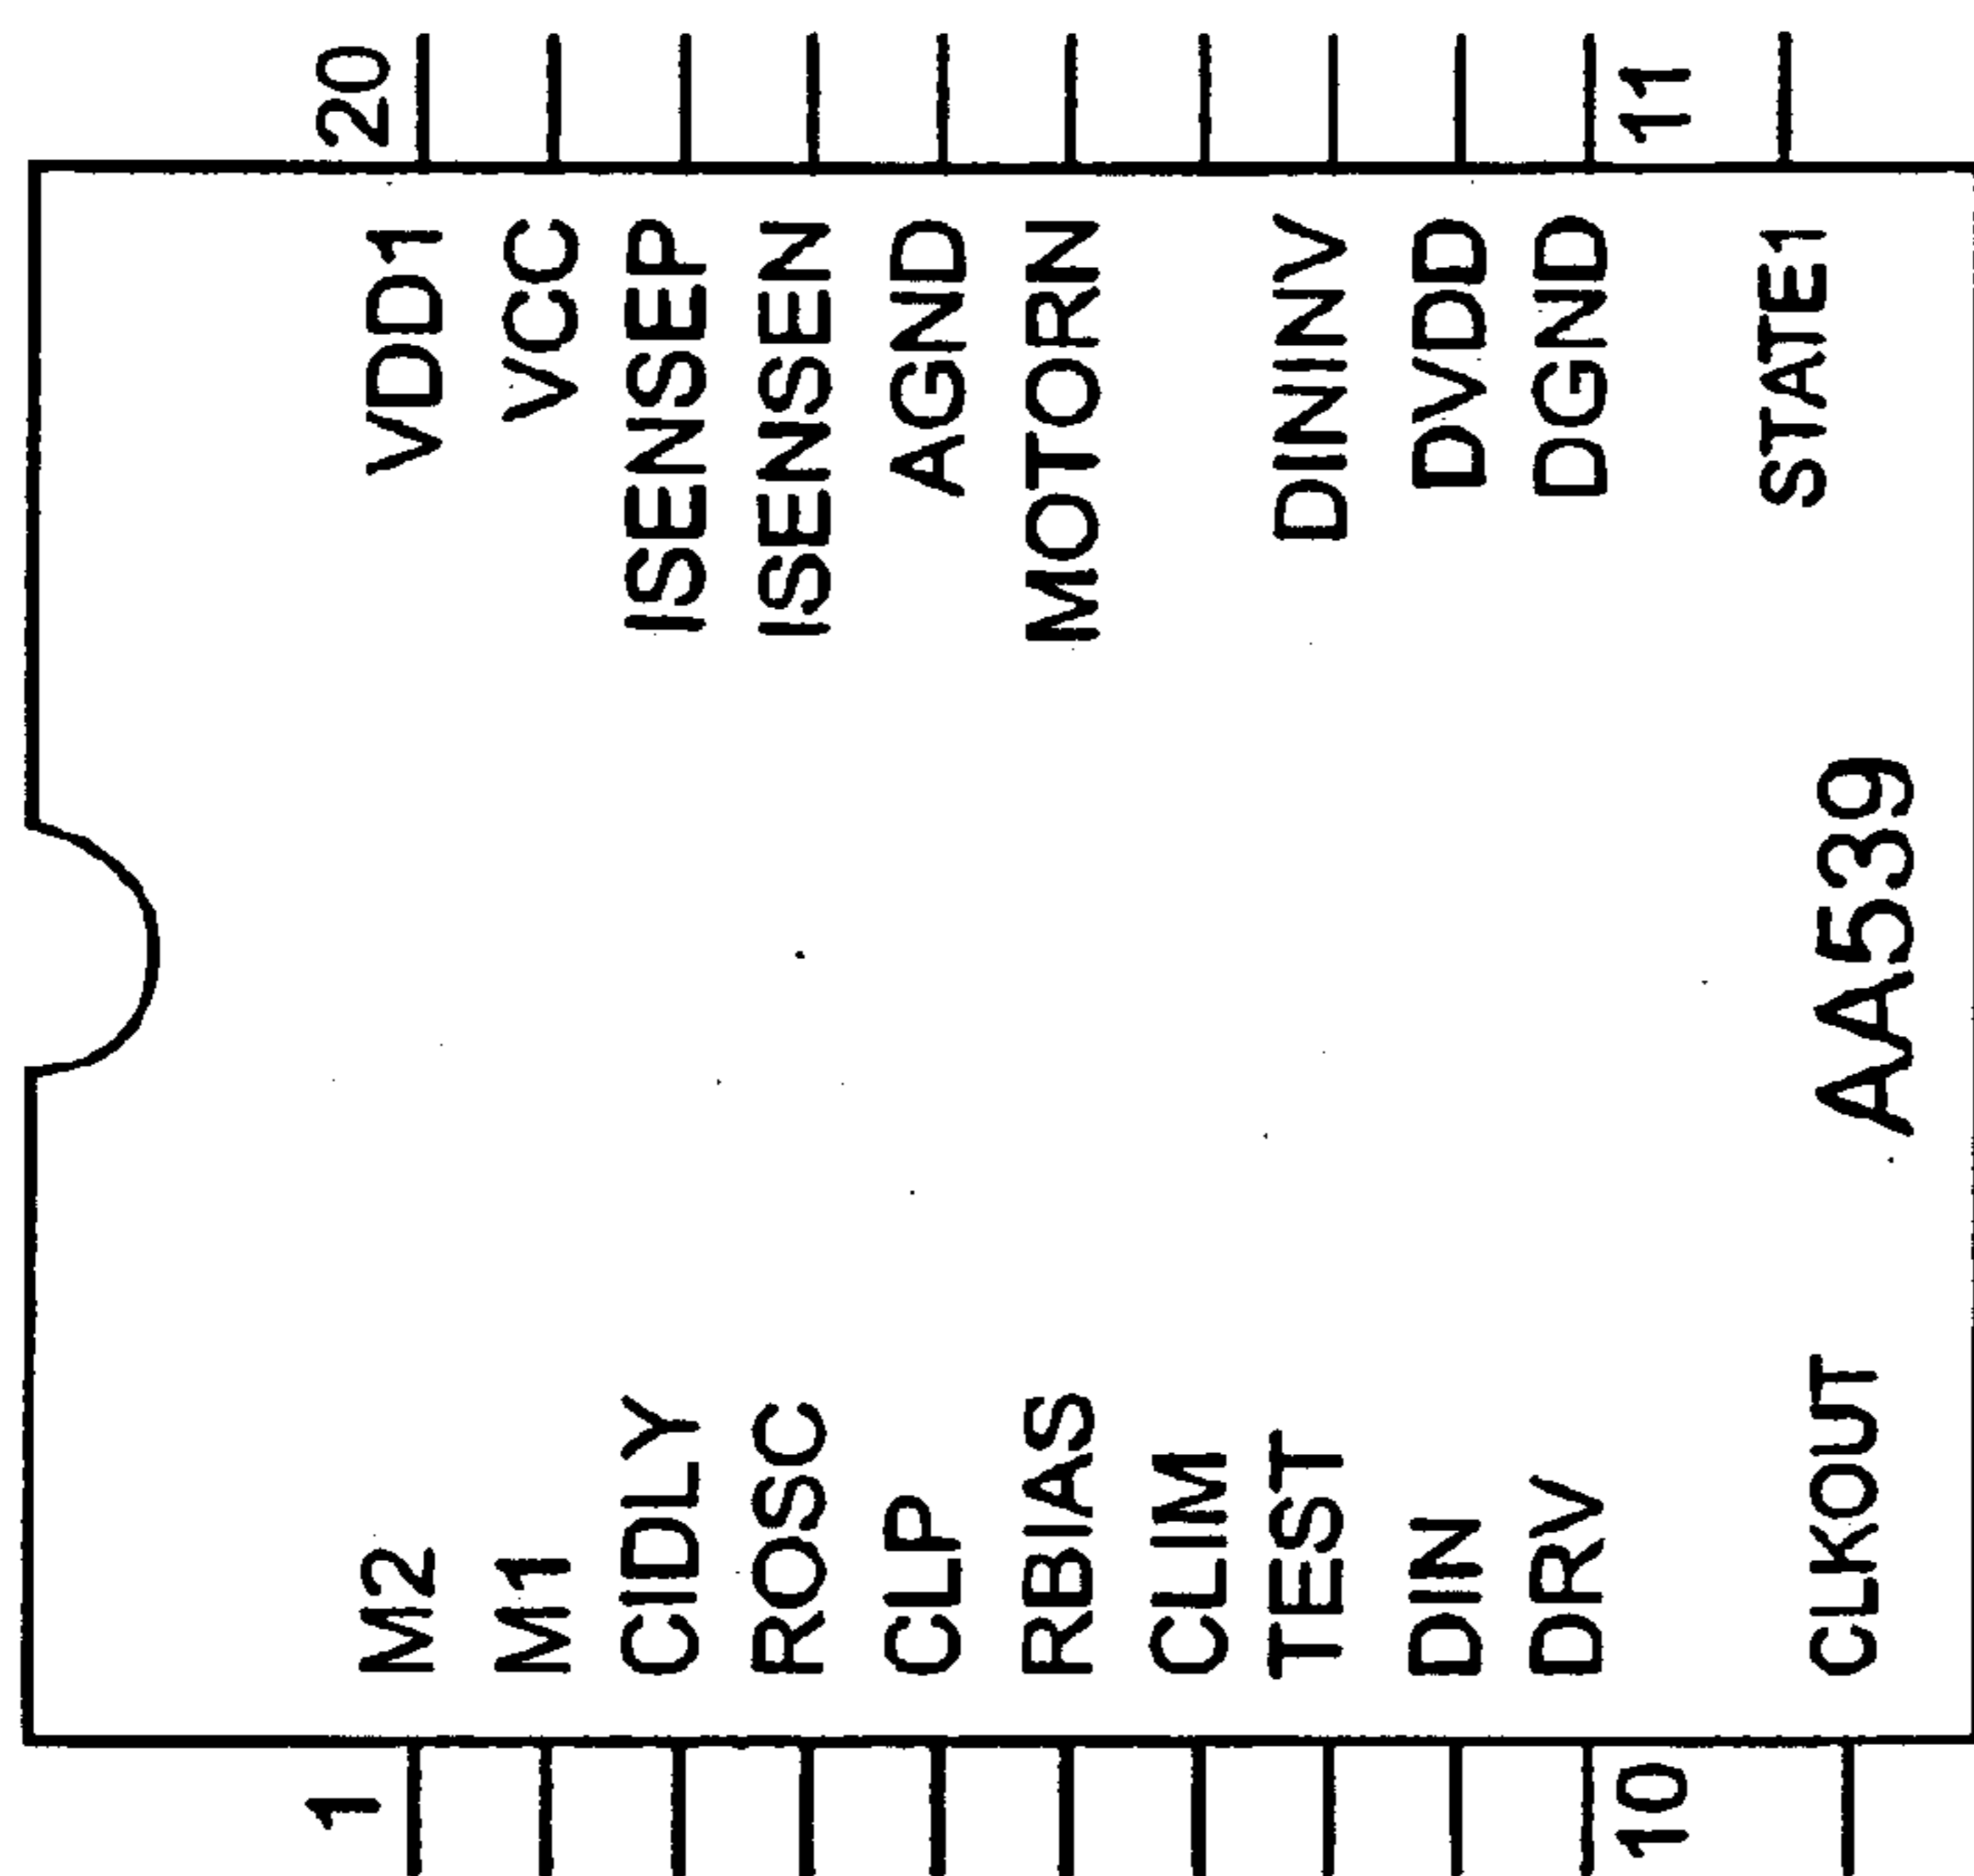 1
20
M2
VDD1
M1
VCC
CIDLY
ISENSEP
ROSC
ISENSEN
CLP
AGND
RBIAS
MOTORN
CLIM
TEST
DININV
DIN
DVDD
DRV
DGND
10
11
CLKOUT
STATE1
AA539